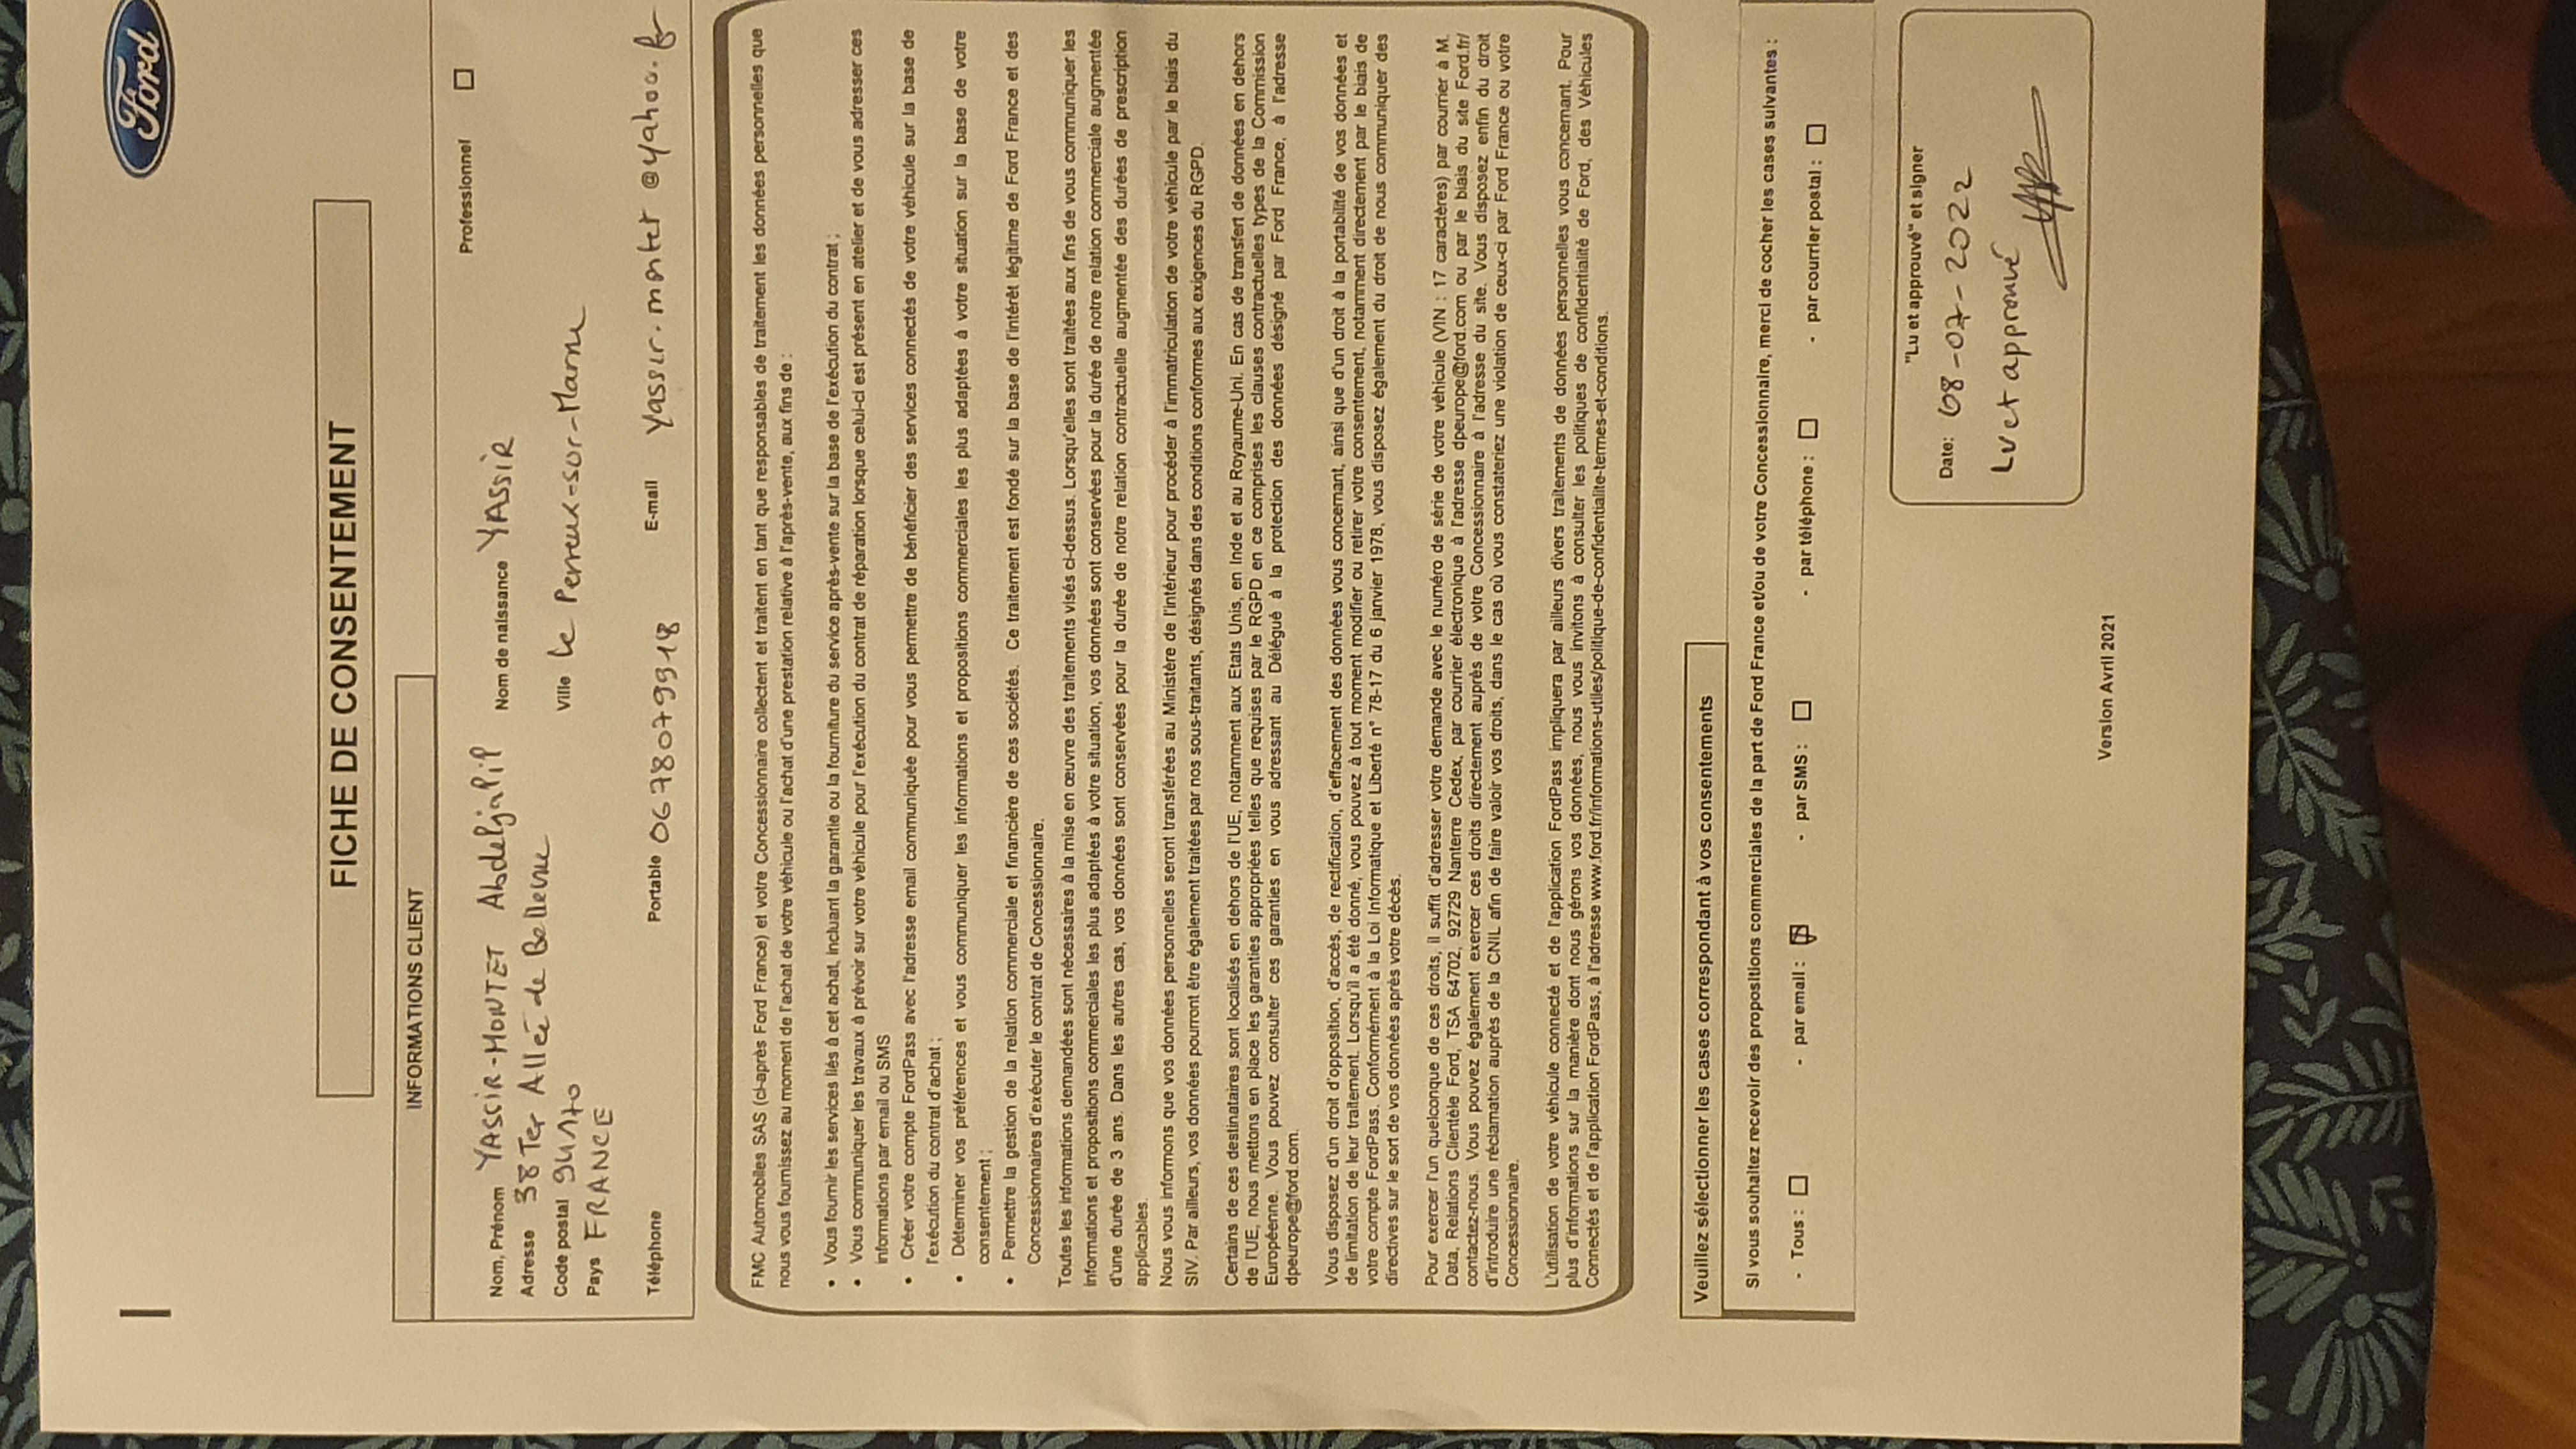 Ford
FICHE DE CONSENTEMENT
INFORMATIONS CLIENT
Professionnel
Nom, Prénom YASSIR-MONTET Abdeljalil Nom de naissance YASSIR
Adresse 38 Ter Allée de Bellevue
Code postal 94170 Ville Le Perreux-sur-Marne
Pays FRANCE
Téléphone Portable 0678079918 E-mail yassir.montet@yahoo.fr
FMC Automobiles SAS (ci-après Ford France) et votre Concessionnaire collectent et traitent en tant que responsables de traitement les données personnelles que
nous vous fournissez au moment de l'achat de votre véhicule ou l'achat d'une prestation relative à l'après-vente, aux fins de :
• Vous fournir les services liés à cet achat, incluant la garantie ou la fourniture du service après-vente sur la base de l'exécution du contrat ;
• Vous communiquer les travaux à prévoir sur votre véhicule pour l'exécution du contrat de réparation lorsque celui-ci est présent en atelier et de vous adresser ces
informations par email ou SMS
• Créer votre compte FordPass avec l'adresse email communiquée pour vous permettre de bénéficier des services connectés de votre véhicule sur la base de
l'exécution du contrat d'achat ;
• Déterminer vos préférences et vous communiquer les informations et propositions commerciales les plus adaptées à votre situation sur la base de votre
consentement ;
• Permettre la gestion de la relation commerciale et financière de ces sociétés. Ce traitement est fondé sur la base de l'intérêt légitime de Ford France et des
Concessionnaires d'exécuter le contrat de Concessionnaire.
Toutes les informations demandées sont nécessaires à la mise en œuvre des traitements visés ci-dessus. Lorsqu'elles sont traitées aux fins de vous communiquer les
informations et propositions commerciales les plus adaptées à votre situation, vos données sont conservées pour la durée de notre relation commerciale augmentée
d'une durée de 3 ans. Dans les autres cas, vos données sont conservées pour la durée de notre relation contractuelle augmentée des durées de prescription
applicables.
Nous vous informons que vos données personnelles seront transférées au Ministère de l'intérieur pour procéder à l'immatriculation de votre véhicule par le biais du
SIV. Par ailleurs, vos données pourront être également traitées par nos sous-traitants, désignés dans des conditions conformes aux exigences du RGPD.
Certains de ces destinataires sont localisés en dehors de l'UE, notamment aux Etats Unis, en Inde et au Royaume-Uni. En cas de transfert de données en dehors
de l'UE, nous mettons en place les garanties appropriées telles que requises par le RGPD en ce comprises les clauses contractuelles types de la Commission
Européenne. Vous pouvez consulter ces garanties en vous adressant au Délégué à la protection des données désigné par Ford France, à l'adresse
dpeurope@ford.com.
Vous disposez d'un droit d'opposition, d'accès, de rectification, d'effacement des données vous concernant, ainsi que d'un droit à la portabilité de vos données et
de limitation de leur traitement. Lorsqu'il a été donné, vous pouvez à tout moment modifier ou retirer votre consentement, notamment directement par le biais de
votre compte FordPass. Conformément à la Loi Informatique et Liberté n° 78-17 du 6 janvier 1978, vous disposez également du droit de nous communiquer des
directives sur le sort de vos données après votre décès.
Pour exercer l'un quelconque de ces droits, il suffit d'adresser votre demande avec le numéro de série de votre véhicule (VIN : 17 caractères) par courrier à M.
Data, Relations Clientèle Ford, TSA 64702, 92729 Nanterre Cedex, par courrier électronique à l'adresse dpeurope@ford.com ou par le biais du site Ford.fr/
contactez-nous. Vous pouvez également exercer ces droits directement auprès de votre Concessionnaire à l'adresse du site. Vous disposez enfin du droit
d'introduire une réclamation auprès de la CNIL afin de faire valoir vos droits, dans le cas où vous constateriez une violation de ceux-ci par Ford France ou votre
Concessionnaire.
L'utilisation de votre véhicule connecté et de l'application FordPass impliquera par ailleurs divers traitements de données personnelles vous concernant. Pour
plus d'informations sur la manière dont nous gérons vos données, nous vous invitons à consulter les politiques de confidentialité de Ford, des Véhicules
Connectés et de l'application FordPass, à l'adresse www.ford.fr/informations-utiles/politique-de-confidentialite-termes-et-conditions.
Veuillez sélectionner les cases correspondant à vos consentements
Si vous souhaitez recevoir des propositions commerciales de la part de Ford France et/ou de votre Concessionnaire, merci de cocher les cases suivantes :
- Tous : - par email : - par SMS : - par téléphone : - par courrier postal :
"Lu et approuvé" et signer
Date: 08-07-2022
Lu et approuvé
Version Avril 2021